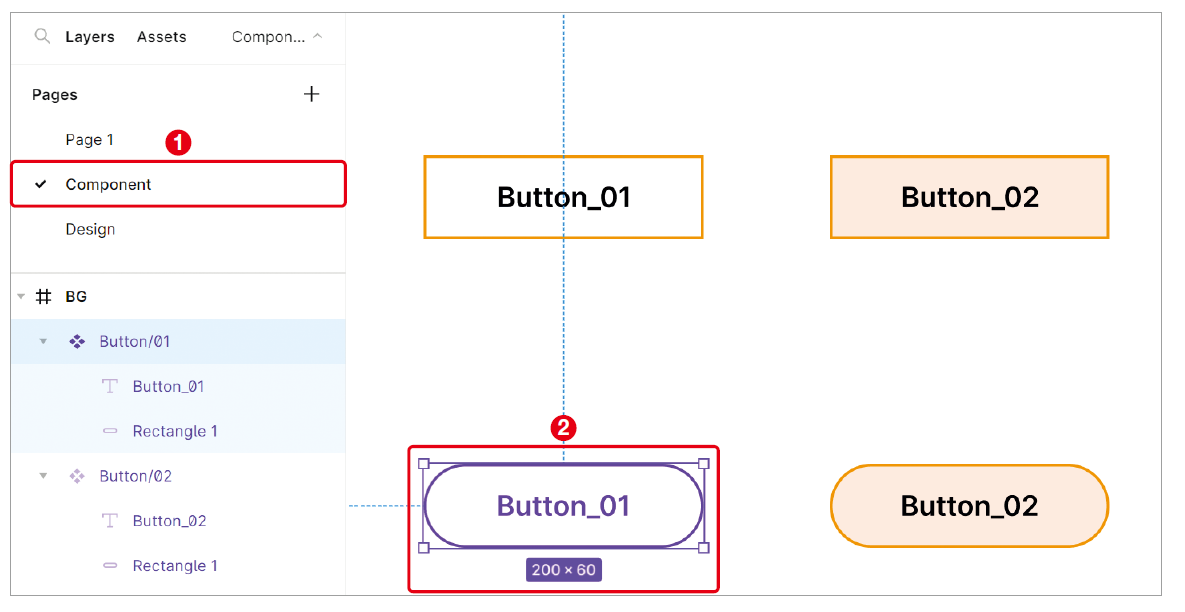 Layers Assets Compon...
Pages
Page 1
1
Component
Design
BG
Button/01
Button_01
Rectangle 1
Button/02
Button_02
Rectangle 1
Button_01
Button_02
2
Button_01
200 × 60
Button_02